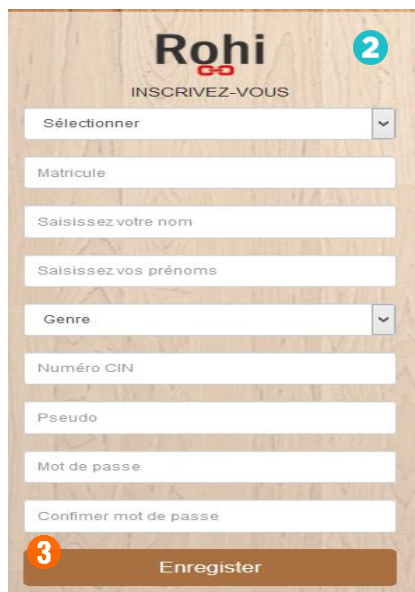 Rohi
2
INSCRIVEZ-VOUS
Sélectionner
Matricule
Saisissez votre nom
Saisissez vos prénoms
Genre
Numéro CIN
Pseudo
Mot de passe
Confimer mot de passe
3
Enregister